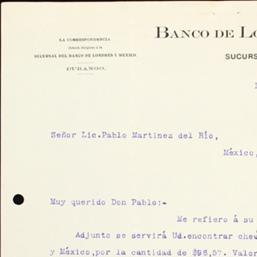 LA CORRESPONDENCIA
deberá dirigirse a la
SUCURSAL DEL BANCO DE LONDRES Y MEXICO.
DURANGO.
BANCO DE LO
SUCURS
Señor Lic.Pablo Martinez del Río,
México,
Muy querido Don Pablo:-
Me refiero á su
Adjunto se servirá Ud.encontrar che
y México,por la cantidad de $96,57. Valor